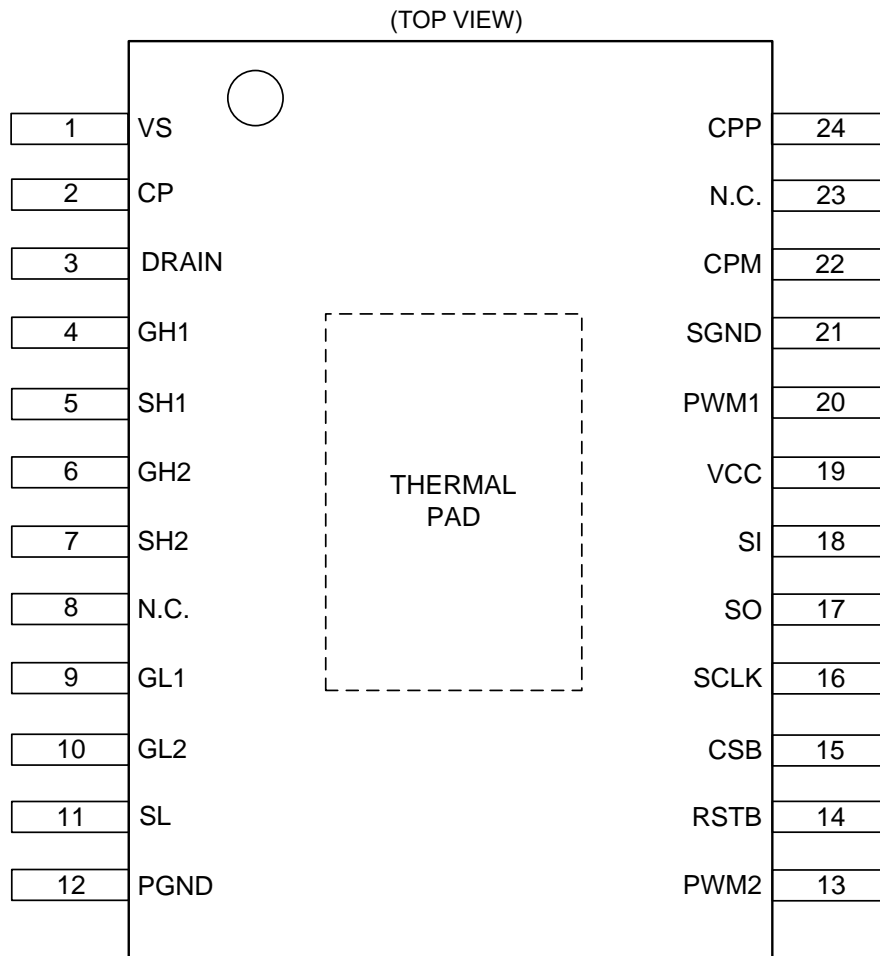 (TOP VIEW)
1 VS CPP 24
2 CP N.C. 23
3 DRAIN CPM 22
4 GH1 SGND 21
5 SH1 PWM1 20
6 GH2 VCC 19
THERMAL
PAD
7 SH2 SI 18
8 N.C. SO 17
9 GL1 SCLK 16
10 GL2 CSB 15
11 SL RSTB 14
12 PGND PWM2 13